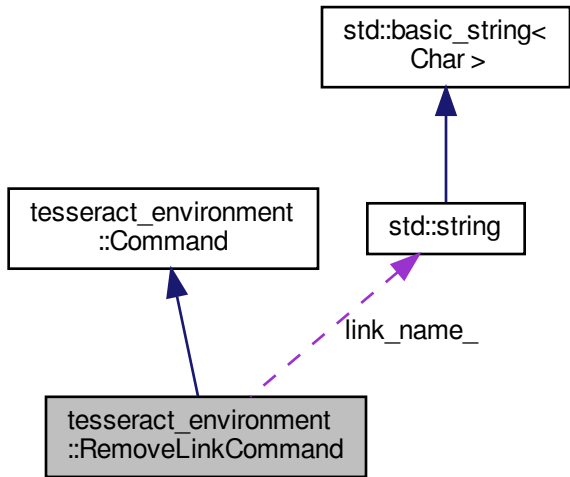 std::basic_string<
Char >
tesseract_environment
::Command
std::string
link_name_
tesseract_environment
::RemoveLinkCommand